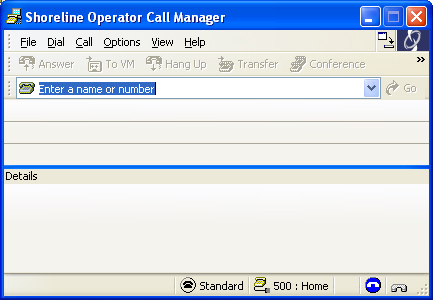 Shoreline Operator Call Manager
File Dial Call Options View Help
Answer To VM Hang Up Transfer Conference »
Enter a name or number Go
Details
Standard 500 : Home